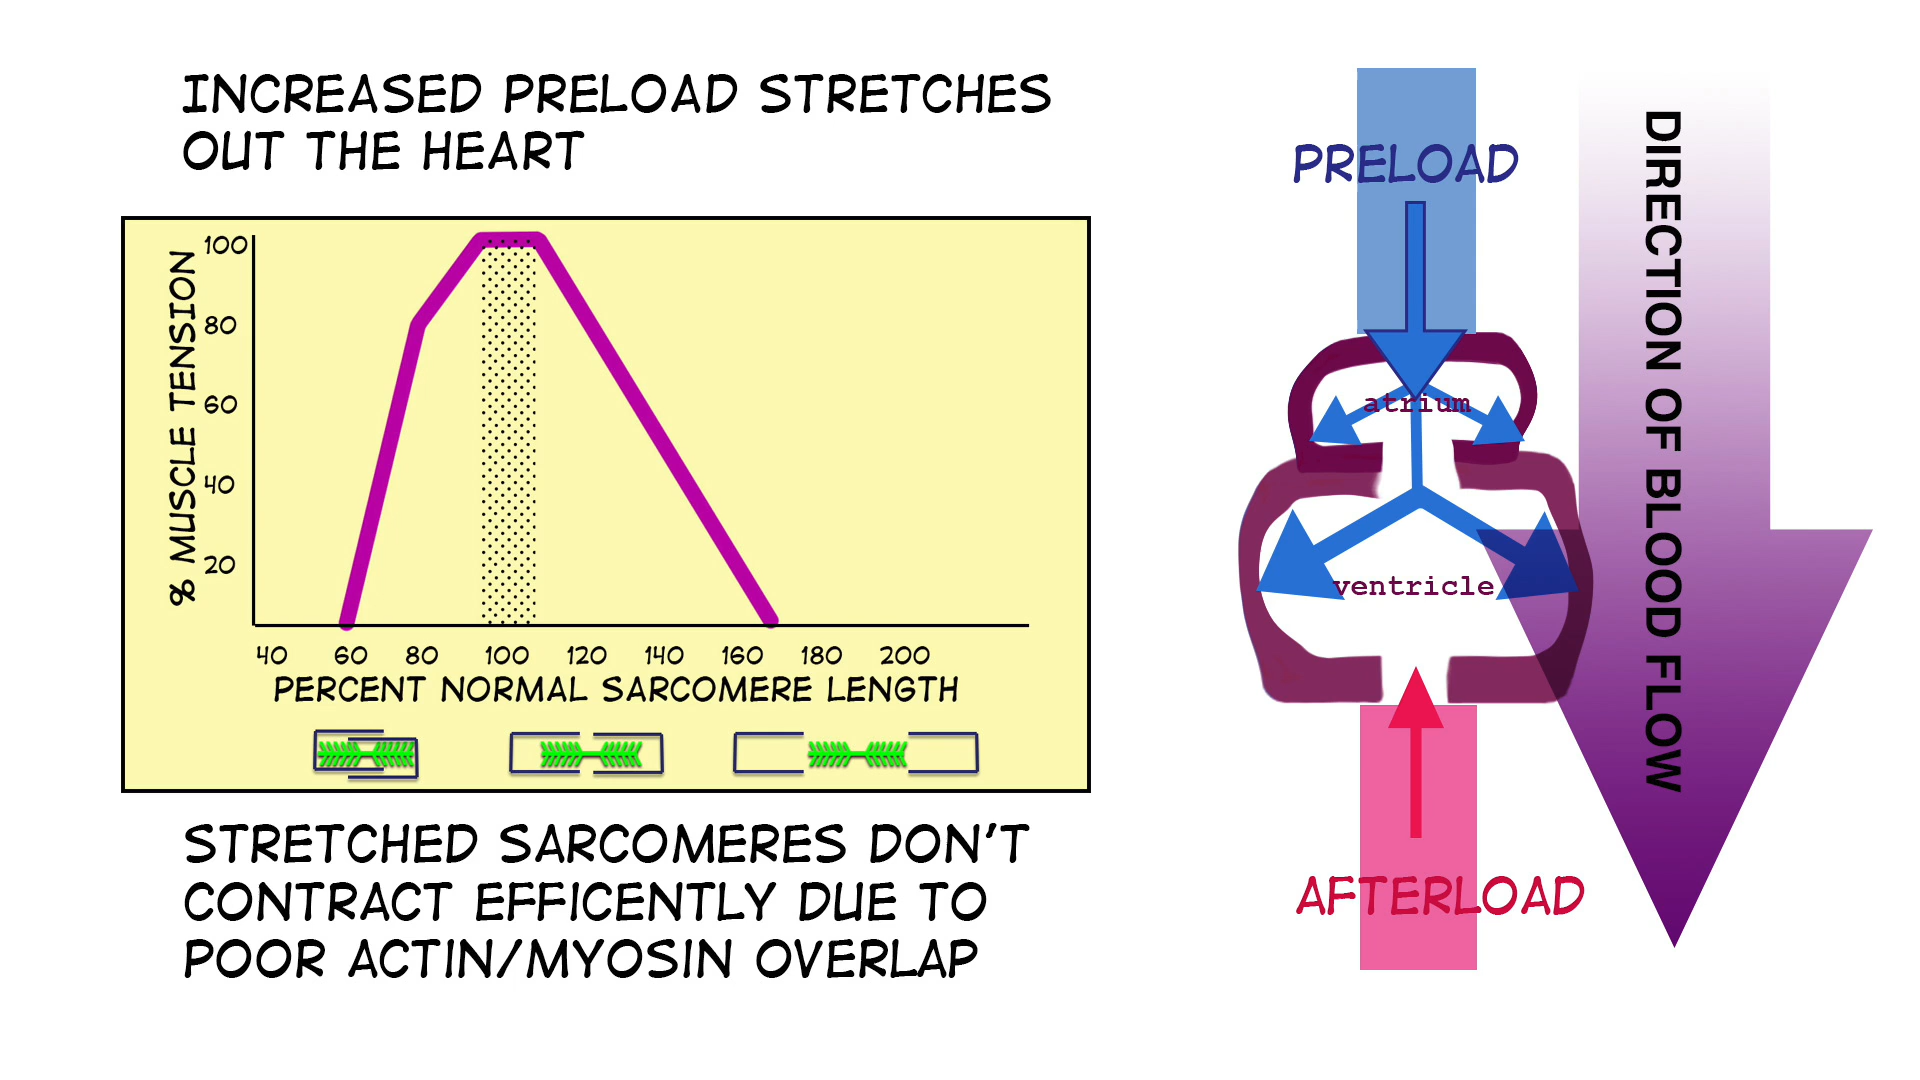 INCREASED PRELOAD STRETCHES
OUT THE HEART
% MUSCLE TENSION
100
80
60
40
20
40 60 80 100 120 140 160 180 200
PERCENT NORMAL SARCOMERE LENGTH
STRETCHED SARCOMERES DON'T
CONTRACT EFFICENTLY DUE TO
POOR ACTIN/MYOSIN OVERLAP
PRELOAD
atrium
ventricle
AFTERLOAD
DIRECTION OF BLOOD FLOW